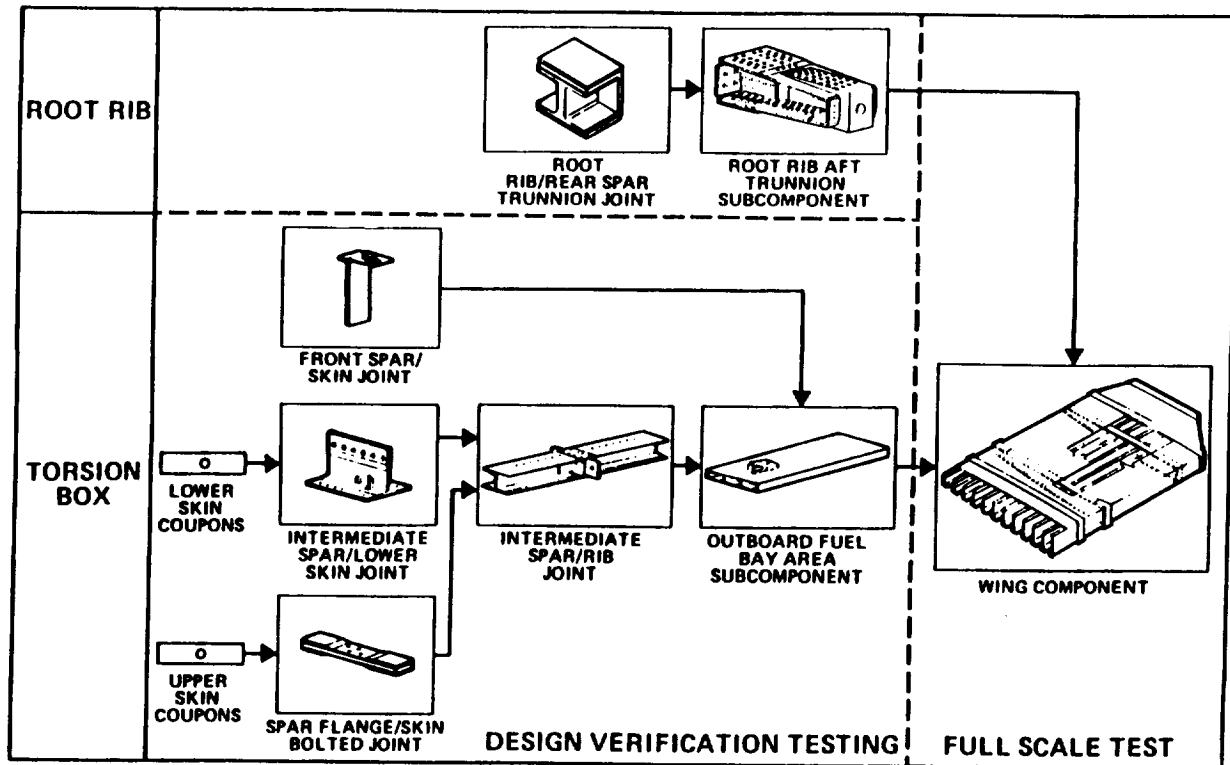 ROOT RIB
ROOT
RIB/REAR SPAR
TRUNNION JOINT
ROOT RIB AFT
TRUNNION
SUBCOMPONENT
TORSION
BOX
FRONT SPAR/
SKIN JOINT
LOWER
SKIN
COUPONS
INTERMEDIATE
SPAR/LOWER
SKIN JOINT
INTERMEDIATE
SPAR/RIB
JOINT
OUTBOARD FUEL
BAY AREA
SUBCOMPONENT
WING COMPONENT
UPPER
SKIN
COUPONS
SPAR FLANGE/SKIN
BOLTED JOINT
DESIGN VERIFICATION TESTING
FULL SCALE TEST